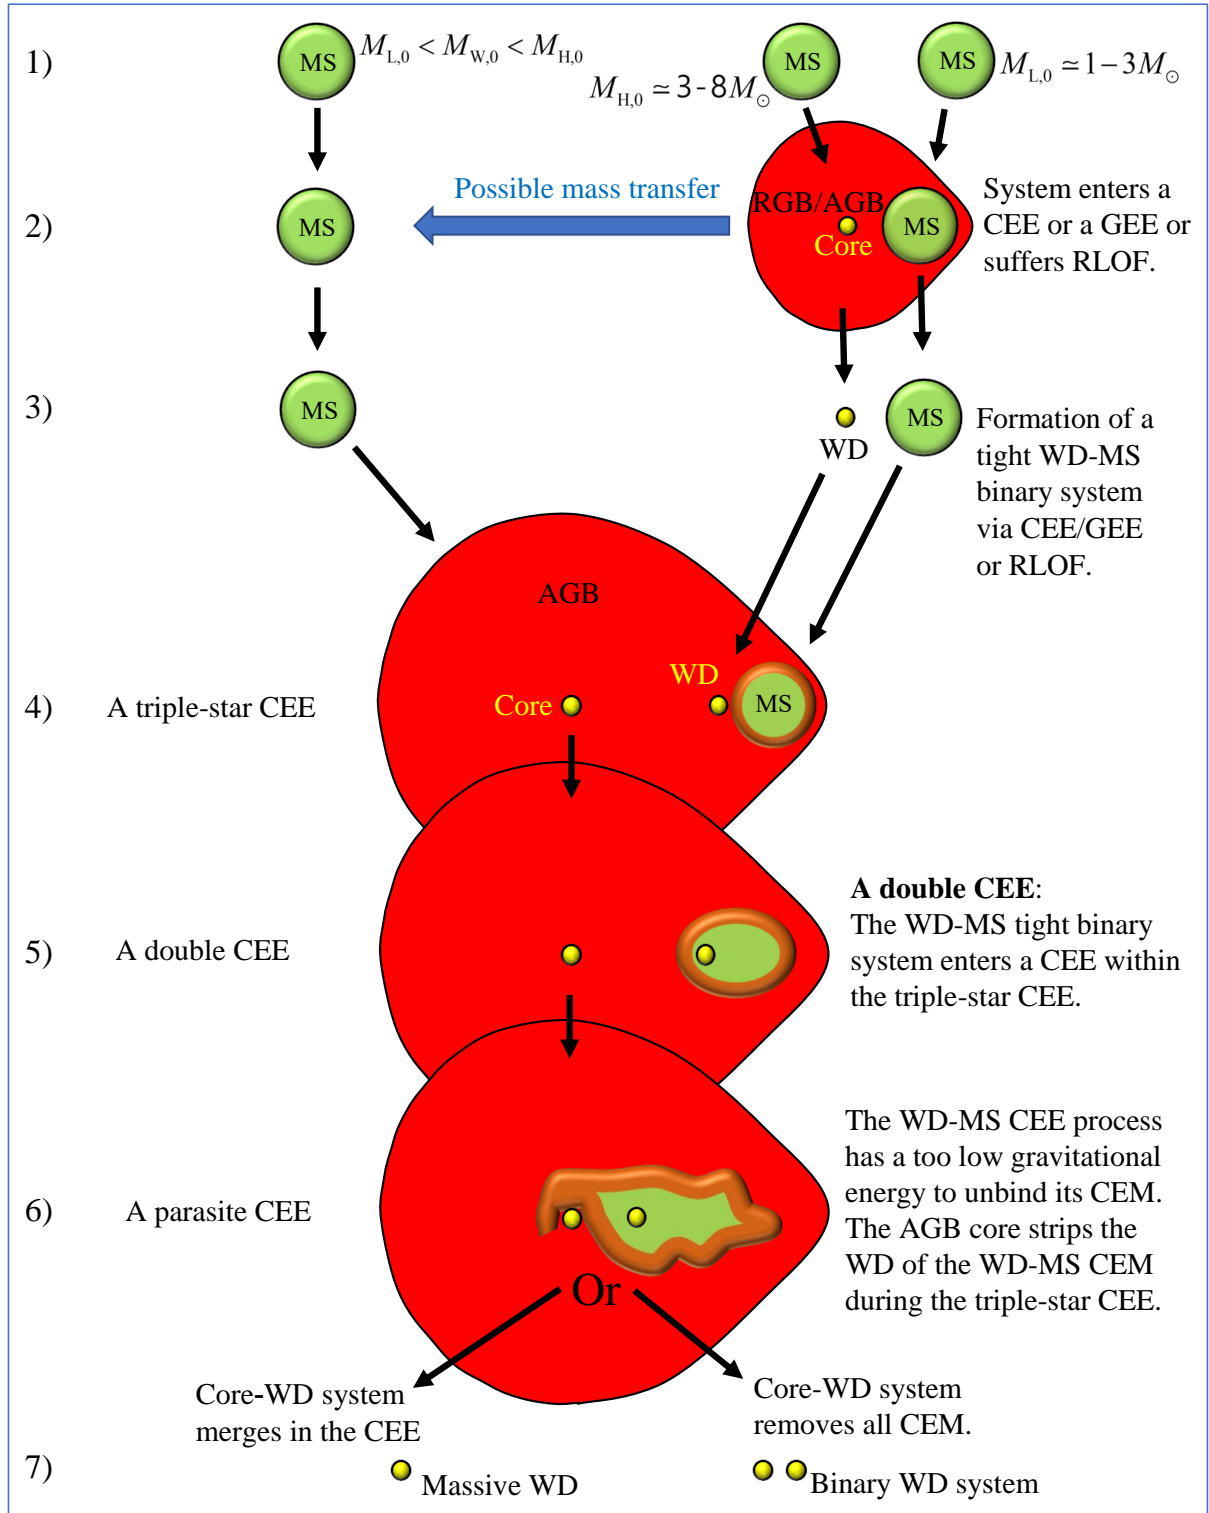 1)
MS
M_L,0 < M_W,0 < M_H,0
M_H,0 ≃ 3-8M_⊙
MS
MS
M_L,0 ≃ 1−3M_⊙
2)
MS
Possible mass transfer
RGB/AGB
Core
MS
System enters a
CEE or a GEE or
suffers RLOF.
3)
MS
WD
MS
Formation of a
tight WD-MS
binary system
via CEE/GEE
or RLOF.
AGB
4)
A triple-star CEE
Core
WD
MS
5)
A double CEE
A double CEE:
The WD-MS tight binary
system enters a CEE within
the triple-star CEE.
6)
A parasite CEE
The WD-MS CEE process
has a too low gravitational
energy to unbind its CEM.
The AGB core strips the
WD of the WD-MS CEM
during the triple-star CEE.
Or
Core-WD system
merges in the CEE
Core-WD system
removes all CEM.
7)
Massive WD
Binary WD system